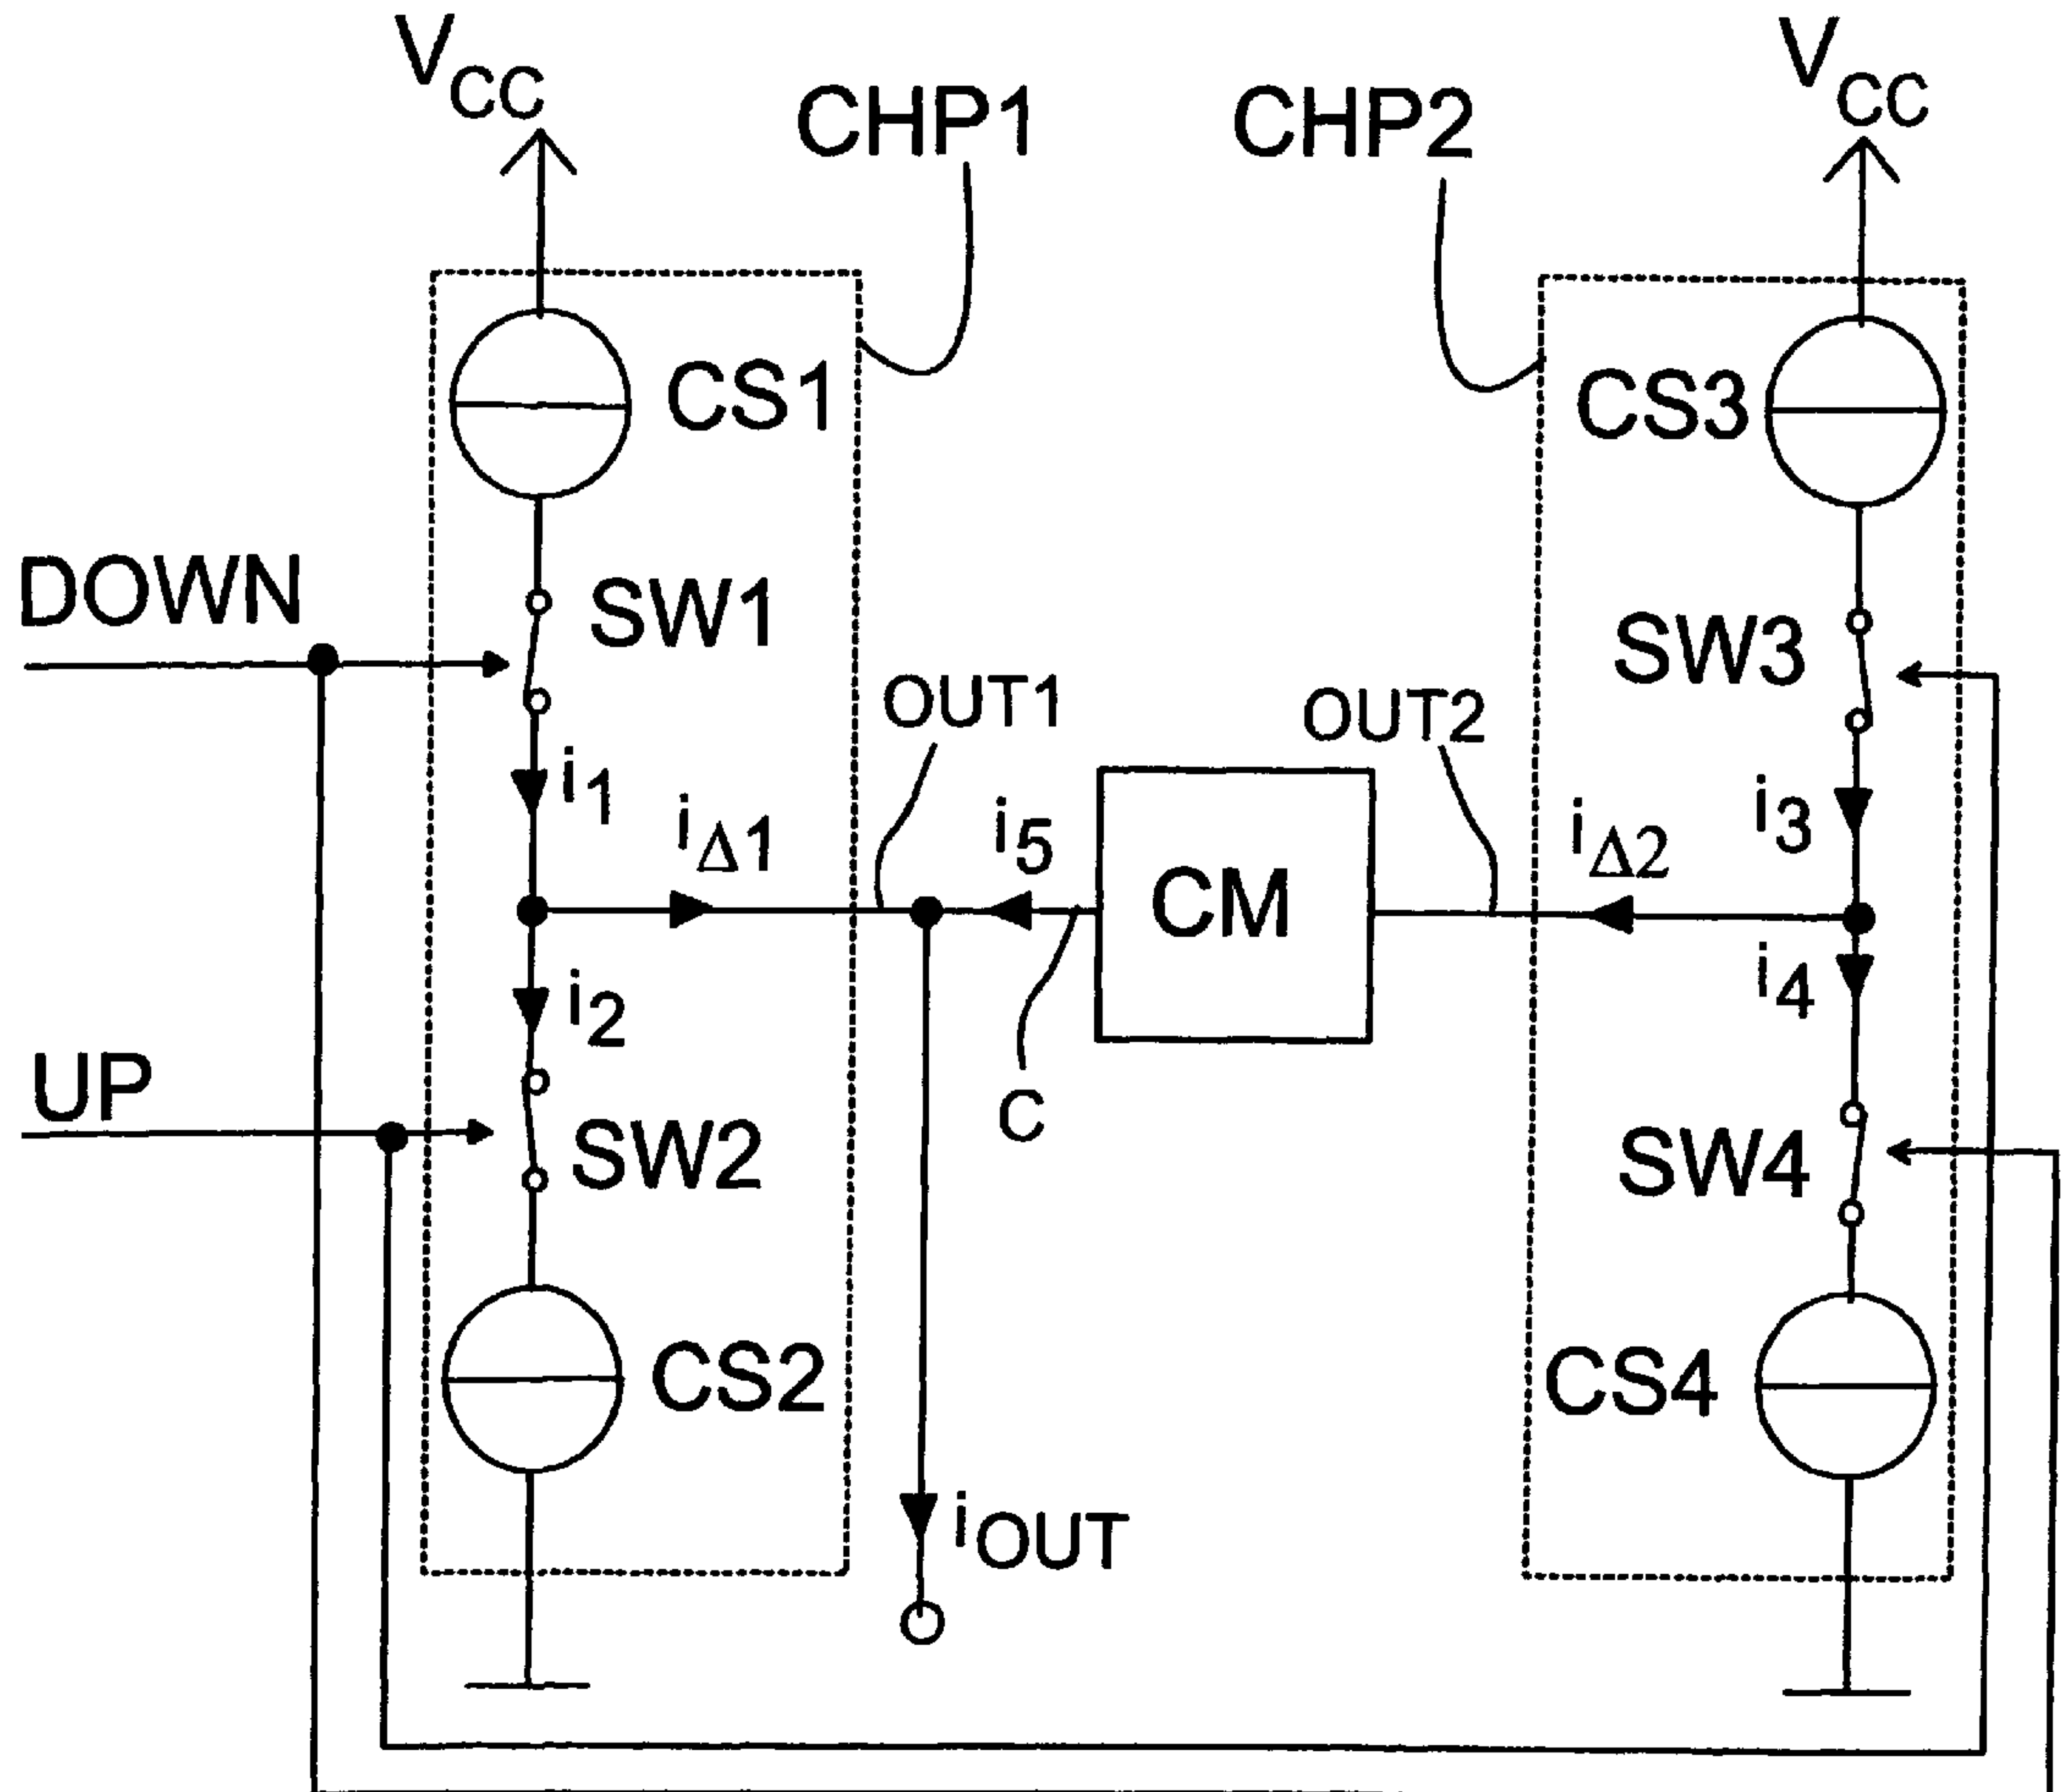 VCC
VCC
CHP1
CHP2
CS1
CS3
DOWN
SW1
SW3
OUT1
OUT2
i1
iΔ1
i5
CM
iΔ2
i3
i2
i4
UP
C
SW2
SW4
CS2
CS4
iOUT